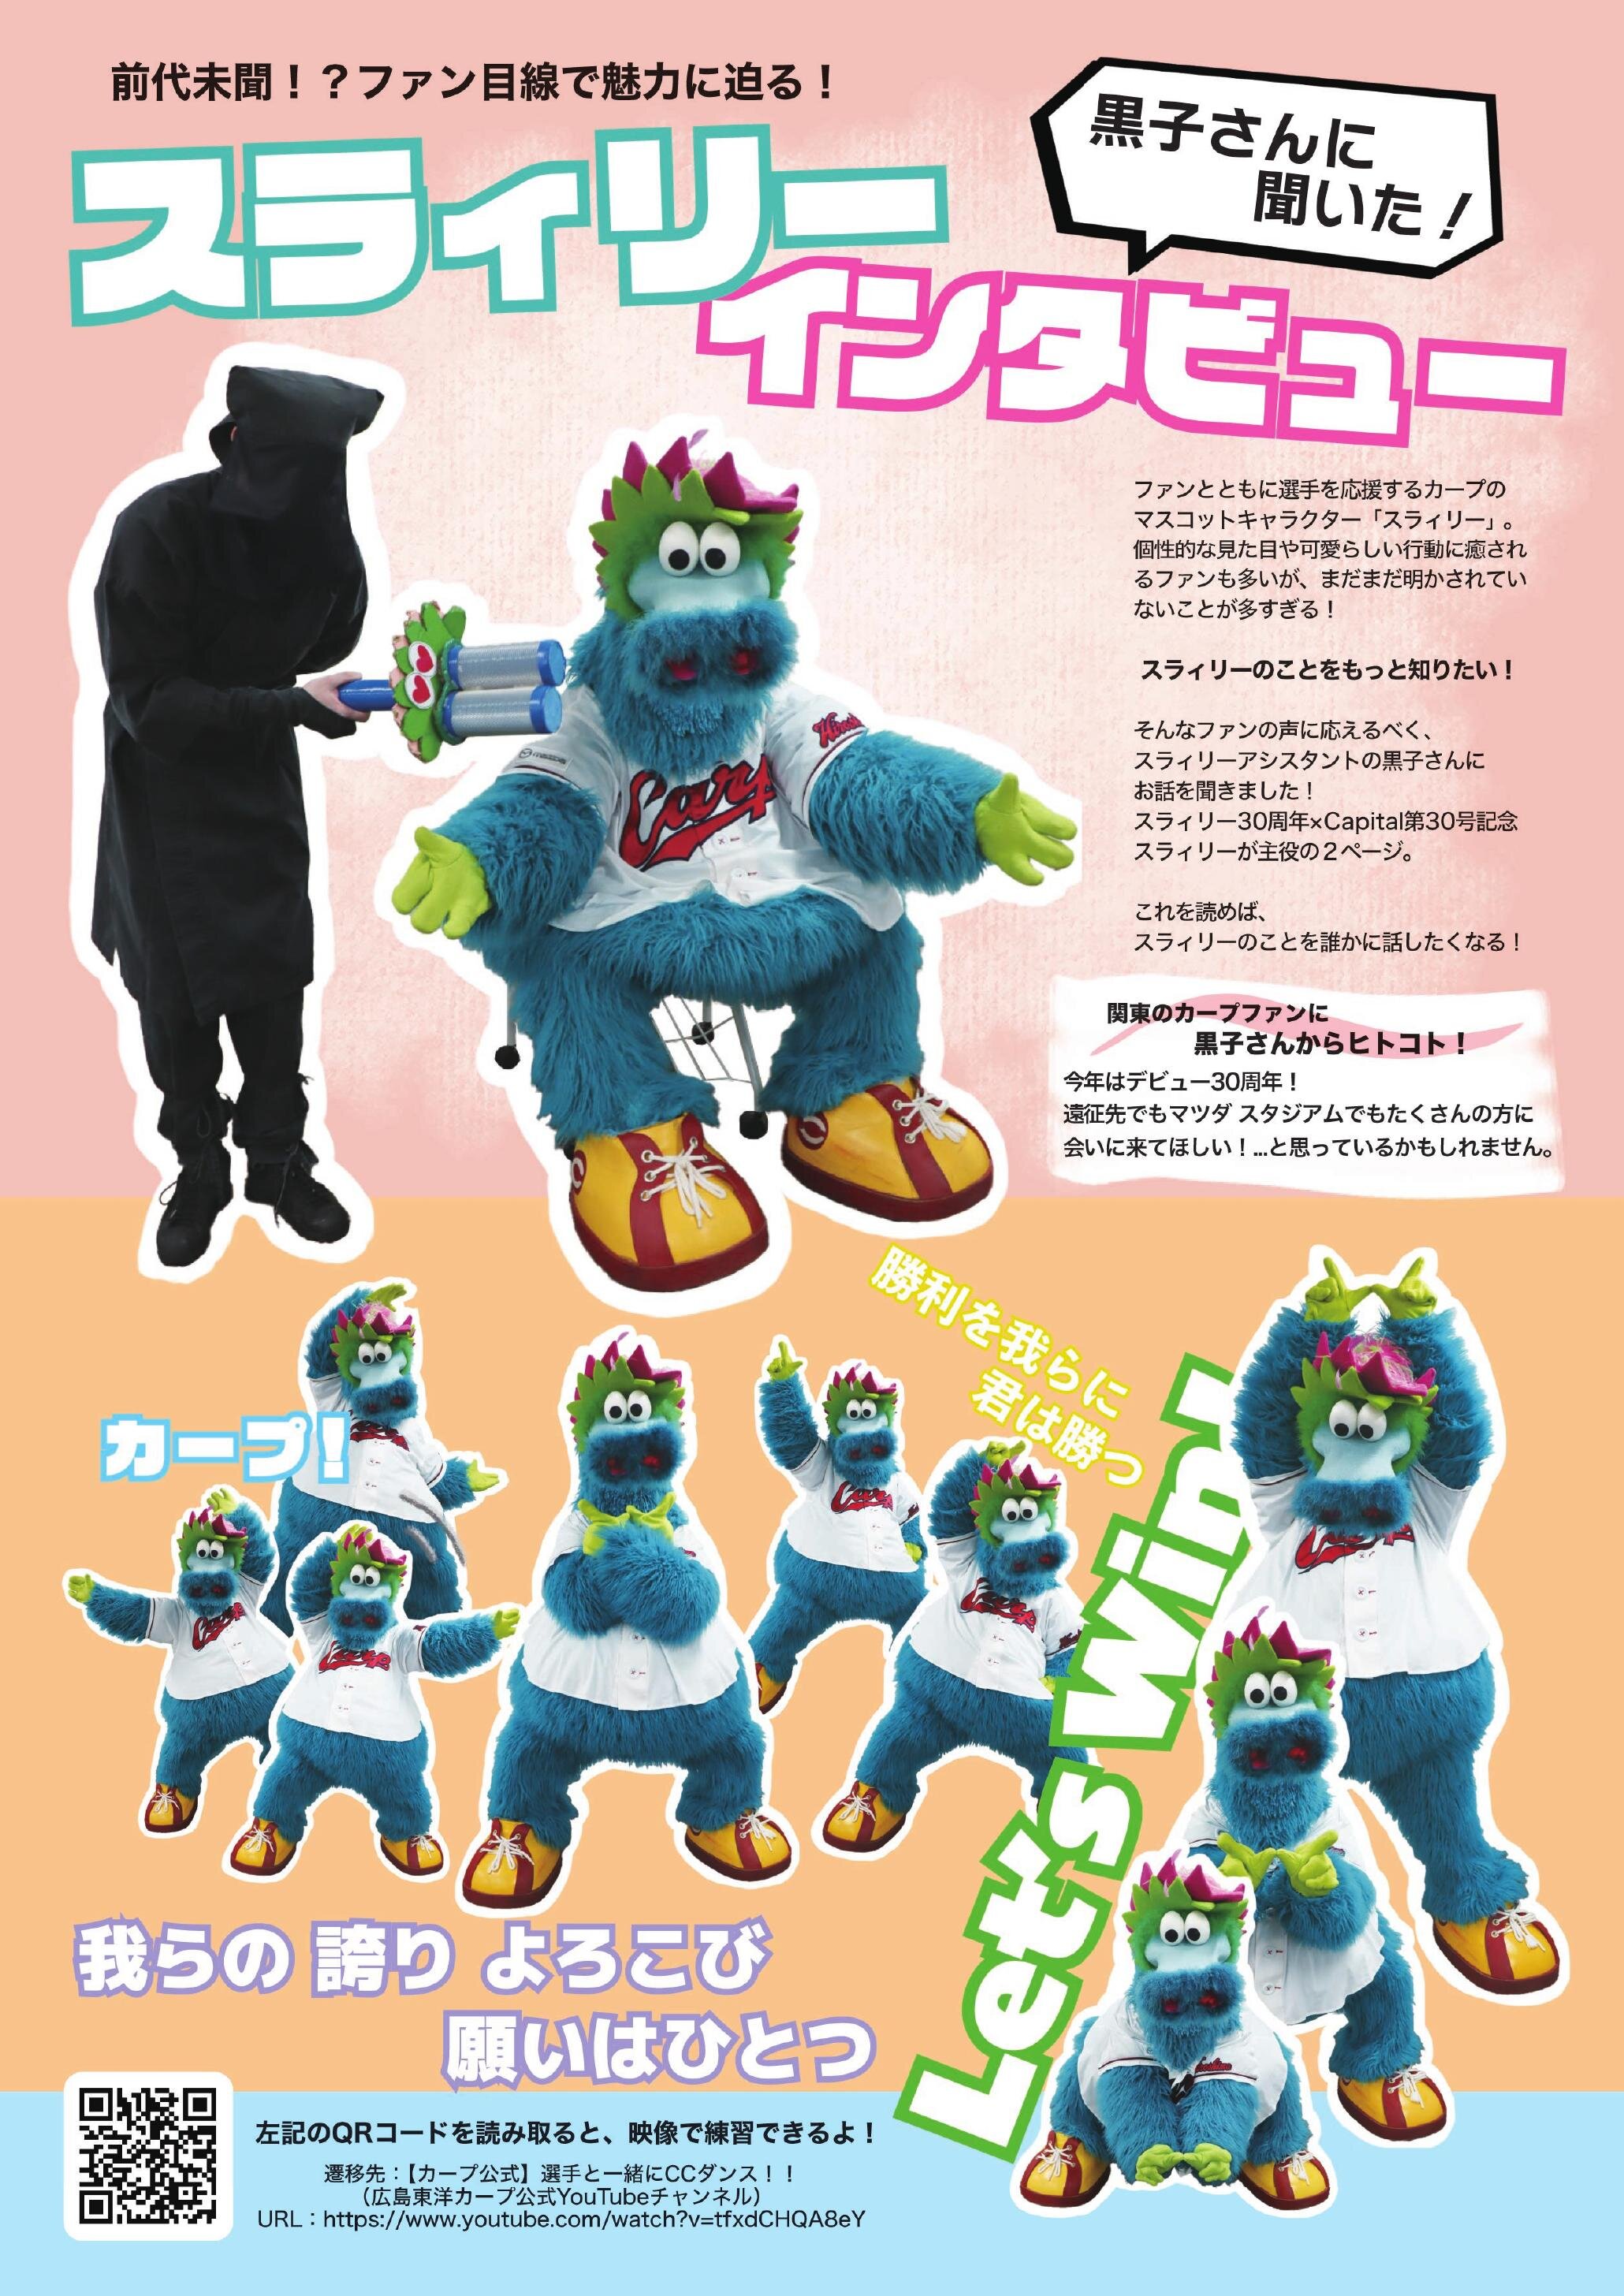 前代未聞！？ファン目線で魅力に迫る！
スライリー
インタビュー
黒子さんに
聞いた！
ファンとともに選手を応援するカープの
マスコットキャラクター「スライリー」。
個性的な見た目や可愛らしい行動に癒され
るファンも多いが、まだまだ明かされてい
ないことが多すぎる！
スライリーのことをもっと知りたい！
そんなファンの声に応えるべく、
スライリーアシスタントの黒子さんに
お話を聞きました！
スライリー30周年×Capital第30号記念
スライリーが主役の２ページ。
これを読めば、
スライリーのことを誰かに話したくなる！
関東のカープファンに
黒子さんからヒトコト！
今年はデビュー30周年！
遠征先でもマツダ スタジアムでもたくさんの方に
会いに来てほしい！...と思っているかもしれません。
Carp
カープ！
勝利を我らに
君は勝つ
Let's Win!
我らの 誇り よろこび
願いはひとつ
左記のQRコードを読み取ると、映像で練習できるよ！
遷移先：【カープ公式】選手と一緒にCCダンス！！
（広島東洋カープ公式YouTubeチャンネル）
URL：https://www.youtube.com/watch?v=tfxdCHQA8eY